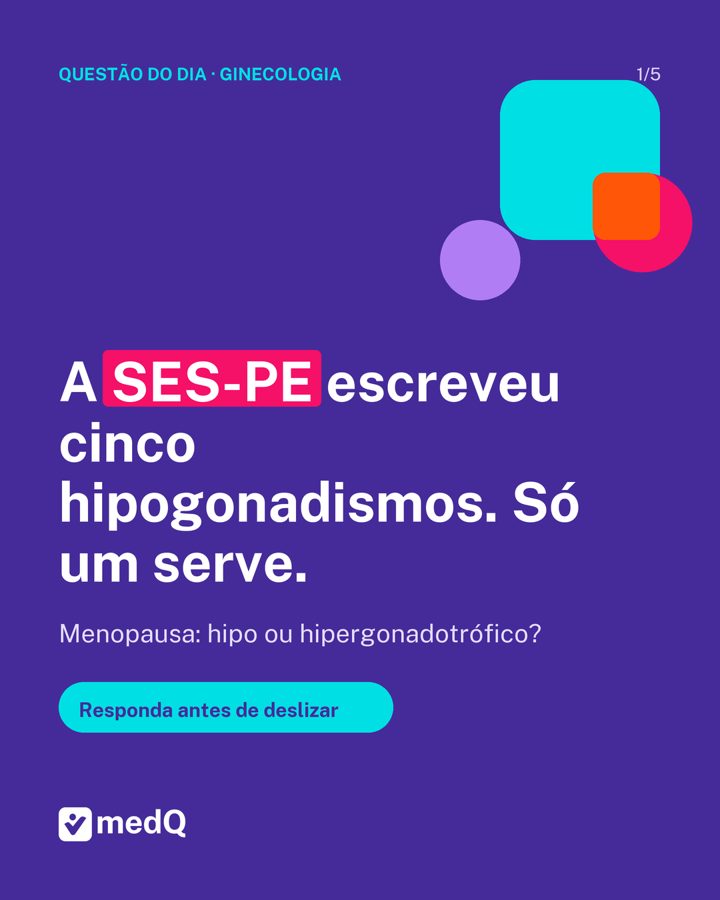 QUESTÃO DO DIA · GINECOLOGIA
1/5
A SES-PE escreveu
cinco
hipogonadismos. Só
um serve.
Menopausa: hipo ou hipergonadotrófico?
Responda antes de deslizar
medQ